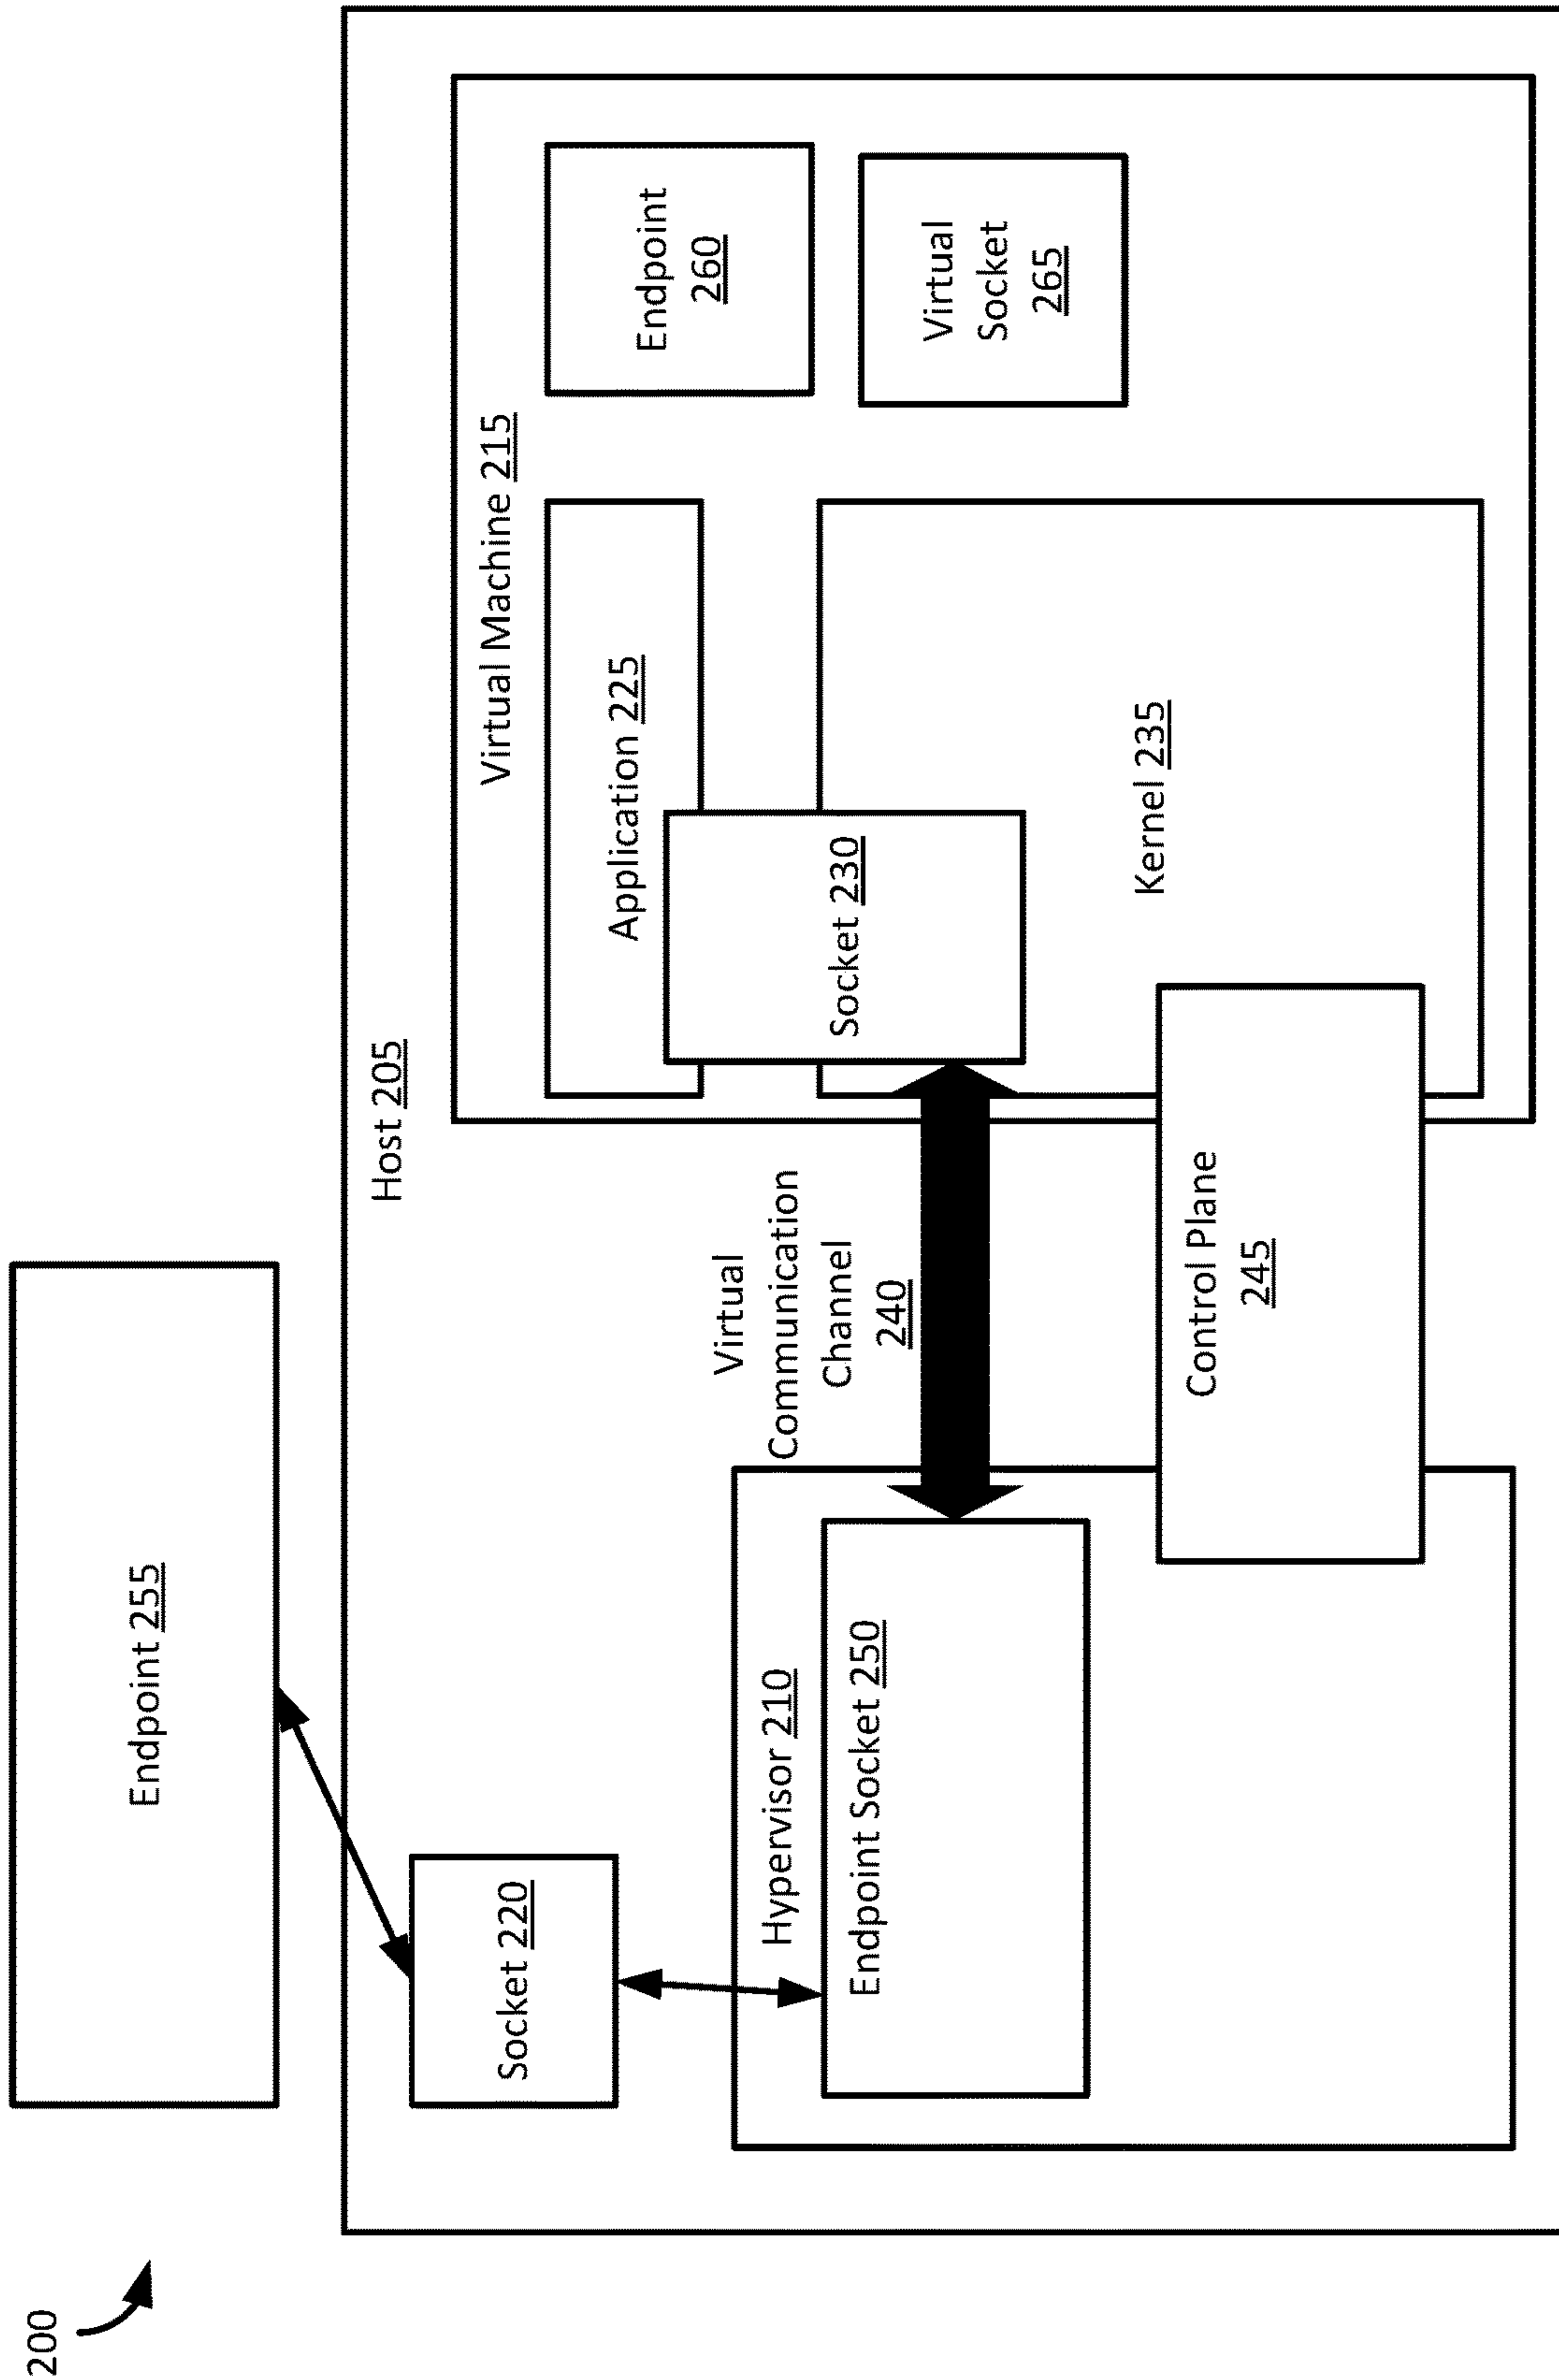 200
Endpoint 255
Host 205
Socket 220
Hypervisor 210
Endpoint Socket 250
Virtual
Communication
Channel
240
Control Plane
245
Virtual Machine 215
Application 225
Socket 230
Kernel 235
Endpoint
260
Virtual
Socket
265